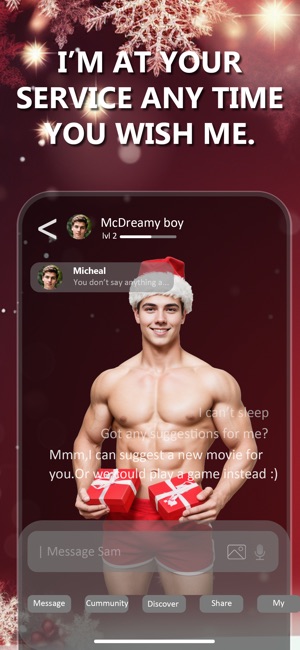 I'M AT YOUR
SERVICE ANY TIME
YOU WISH ME.
McDreamy boy
lvl 2
Micheal
You don't say anything a...
I can't sleep
Got any suggestions for me?
Mmm,I can suggest a new movie for
you.Or we could play a game instead :)
| Message Sam
Message
Cummunity
Discover
Share
My